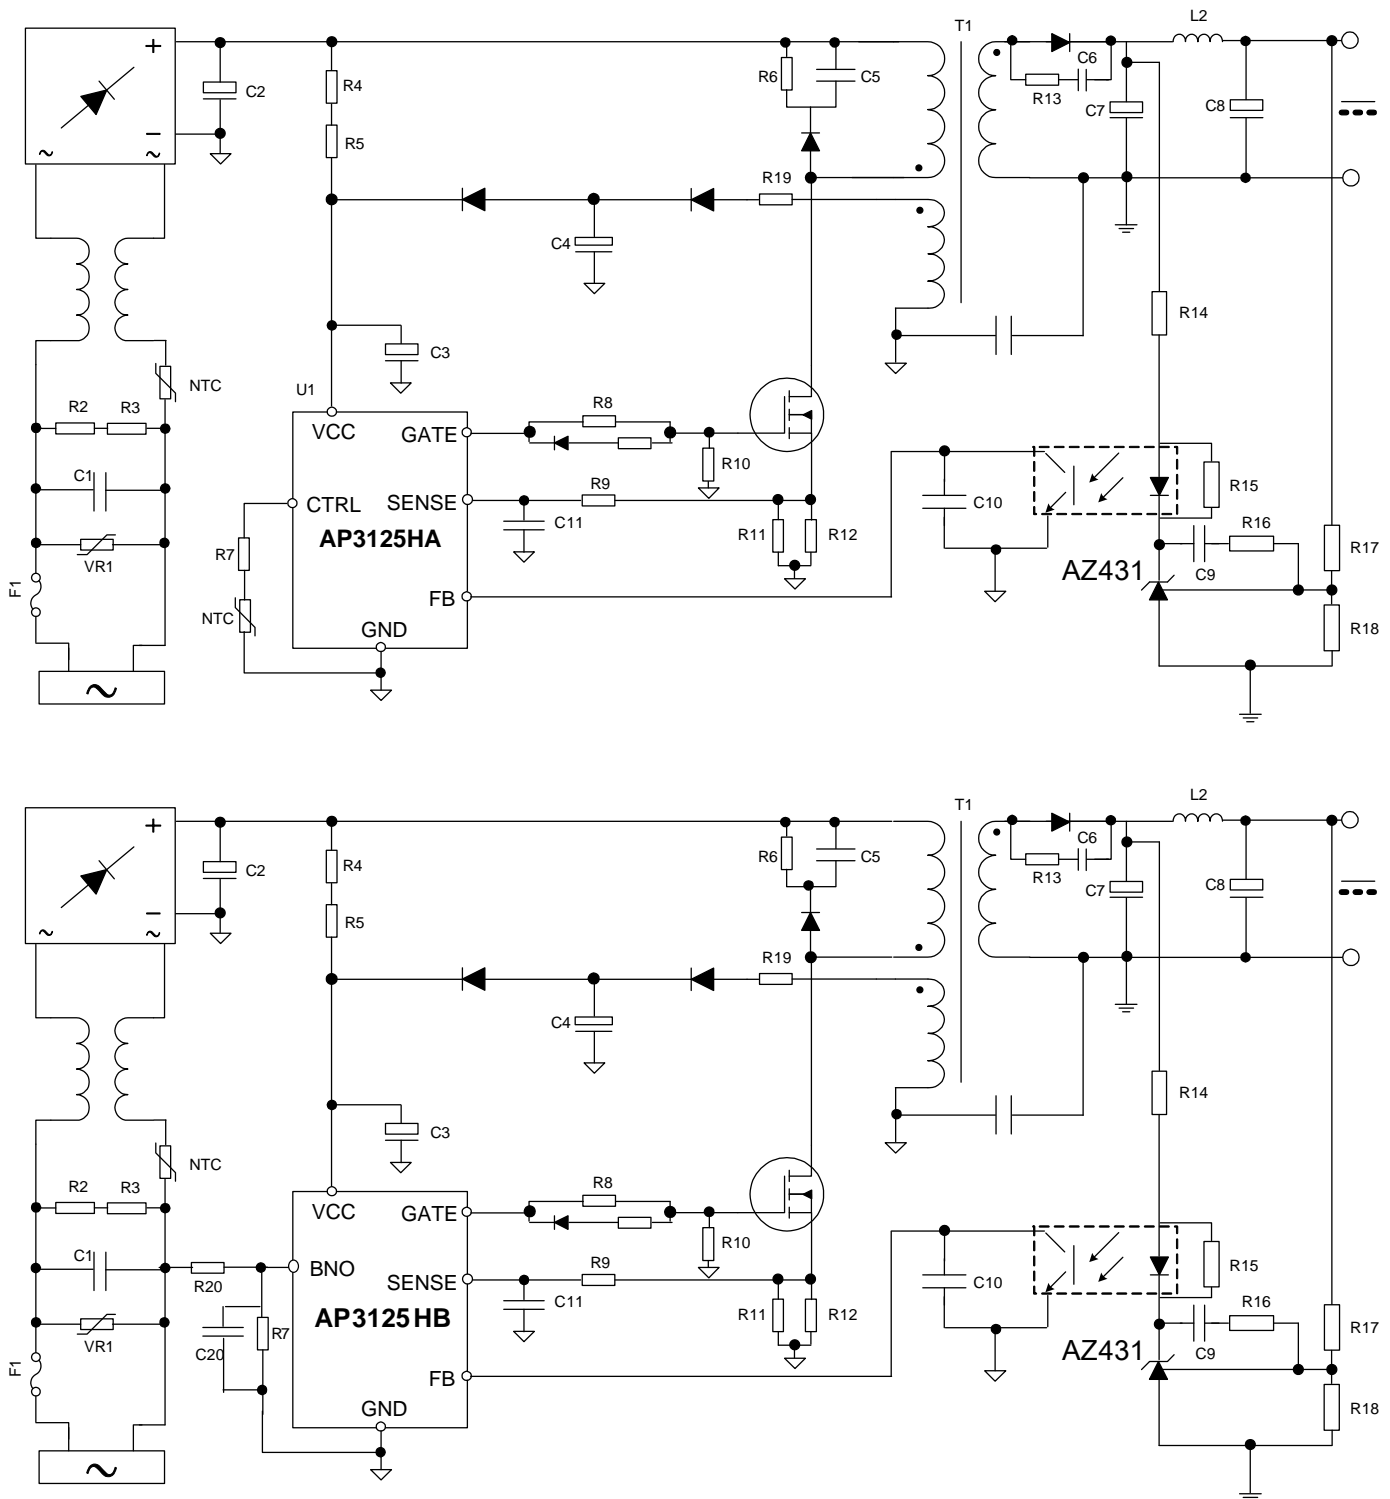 T1
L2
+
R6
C5
C6
R4
C2
R13
C7
C8
−
~
~
R5
R19
C4
R14
C3
NTC
U1
R2
R3
R8
VCC
GATE
R10
C1
R9
R15
CTRL
SENSE
C10
R16
C11
R11
R12
AP3125HA
R7
R17
VR1
C9
AZ431
F1
FB
NTC
R18
GND
~
T1
L2
+
R6
C5
C6
R4
C2
R13
C7
C8
−
~
~
R5
R19
C4
R14
C3
NTC
R2
R3
R8
VCC
GATE
R10
C1
R9
R15
BNO
SENSE
R20
C10
R16
C11
R11
R12
AP3125HB
R7
R17
VR1
C20
C9
AZ431
F1
FB
R18
GND
~